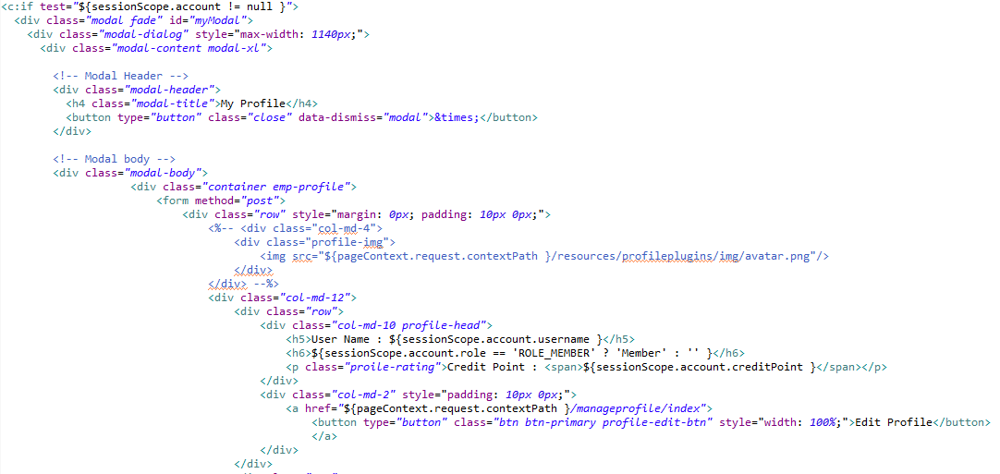 <c:if test="${sessionScope.account != null }">
<div class="modal fade" id="myModal">
<div class="modal-dialog" style="max-width: 1140px;">
<div class="modal-content modal-xl">
<!-- Modal Header -->
<div class="modal-header">
<h4 class="modal-title">My Profile</h4>
<button type="button" class="close" data-dismiss="modal">&times;</button>
</div>
<!-- Modal body -->
<div class="modal-body">
<div class="container emp-profile">
<form method="post">
<div class="row" style="margin: 0px; padding: 10px 0px;">
<%-- <div class="col-md-4">
<div class="profile-img">
<img src="${pageContext.request.contextPath }/resources/profileplugins/img/avatar.png"/>
</div>
</div> --%>
<div class="col-md-12">
<div class="row">
<div class="col-md-10 profile-head">
<h5>User Name : ${sessionScope.account.username }</h5>
<h6>${sessionScope.account.role == 'ROLE_MEMBER' ? 'Member' : '' }</h6>
<p class="proile-rating">Credit Point : <span>${sessionScope.account.creditPoint }</span></p>
</div>
<div class="col-md-2" style="padding: 10px 0px;">
<a href="${pageContext.request.contextPath }/manageprofile/index">
<button type="button" class="btn btn-primary profile-edit-btn" style="width: 100%;">Edit Profile</button>
</a>
</div>
</div>